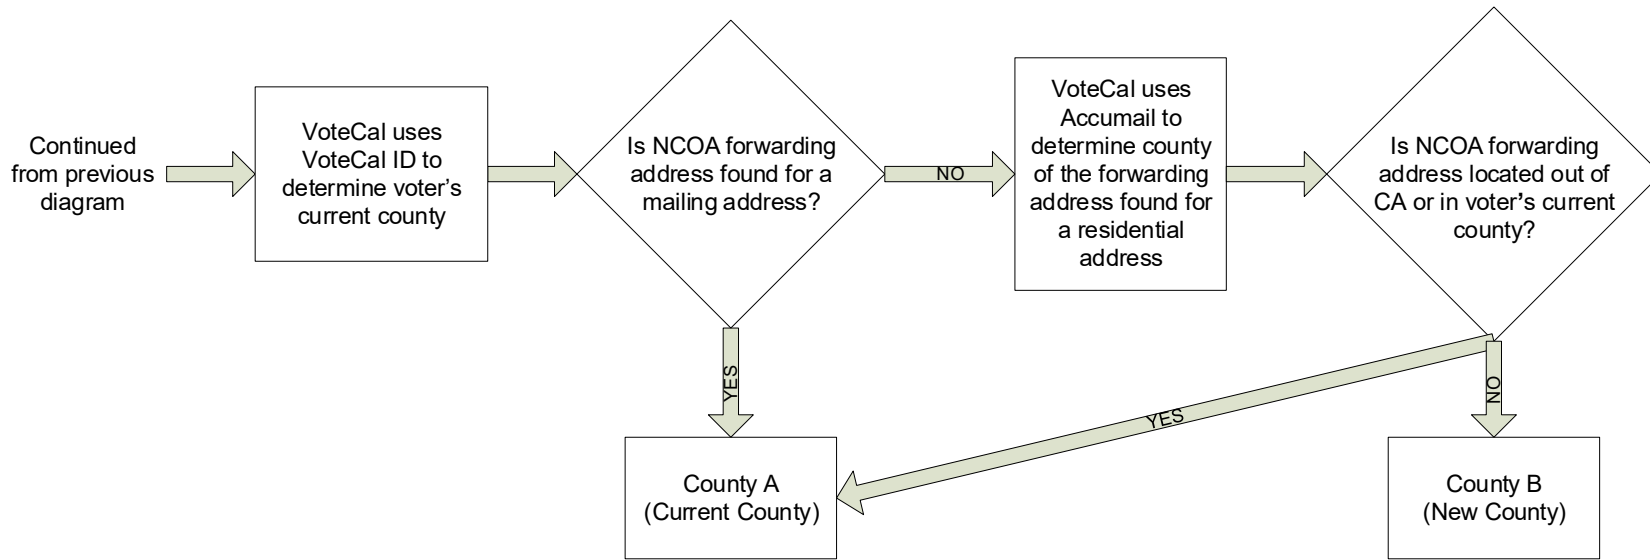 Continued
from previous
diagram
VoteCal uses
VoteCal ID to
determine voter's
current county
Is NCOA forwarding
address found for a
mailing address?
NO
VoteCal uses
Accumail to
determine county
of the forwarding
address found for
a residential
address
Is NCOA forwarding
address located out of
CA or in voter's current
county?
YES
YES
NO
County A
(Current County)
County B
(New County)